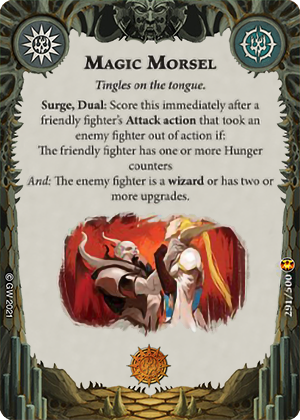 MAGIC MORSEL
Tingles on the tongue.
Surge, Dual: Score this immediately after a
friendly fighter's Attack action that took an
enemy fighter out of action if:
The friendly fighter has one or more Hunger
counters
And: The enemy fighter is a wizard or has two or
more upgrades.
© GW 2021
27/500